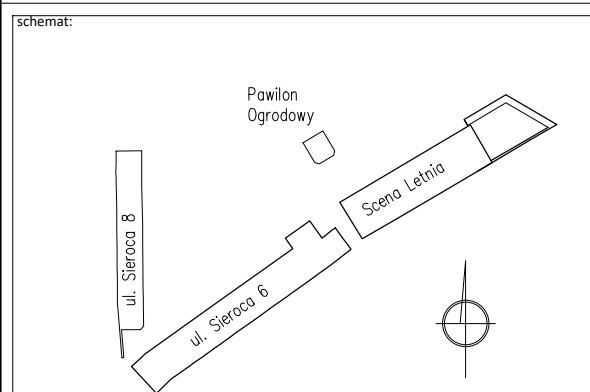 schemat:
Pawilon
Ogrodowy
Scena Letnia
ul. Sieroca 8
ul. Sieroca 6